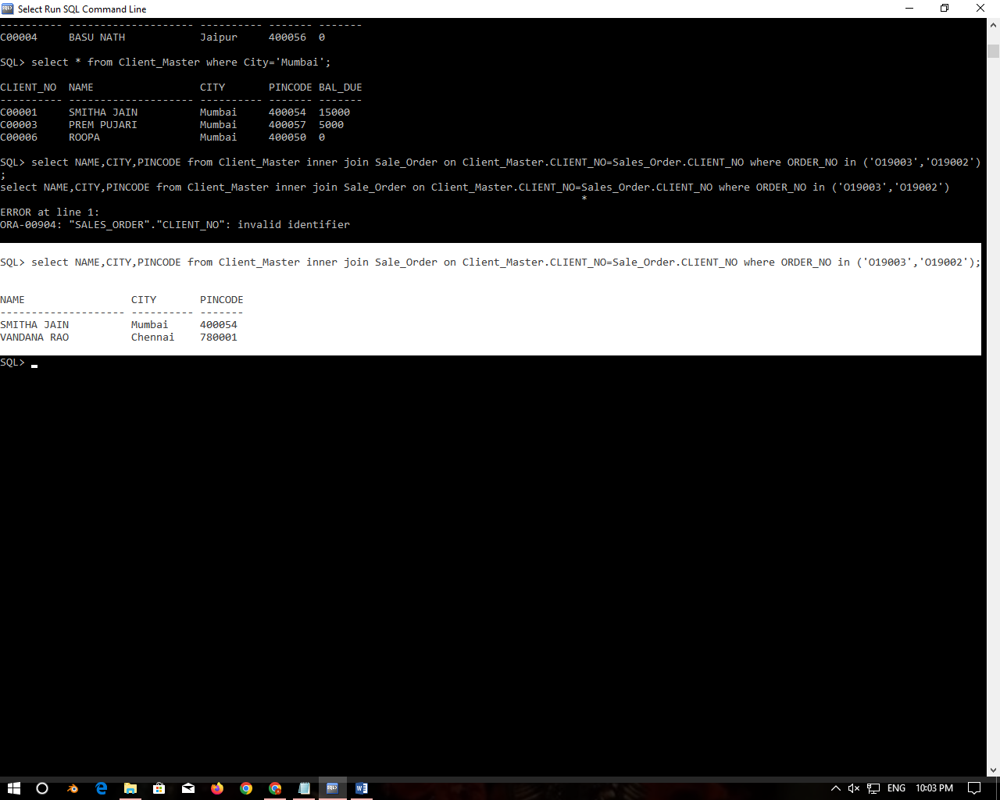 Select Run SQL Command Line
---------- -------------------- ---------- ------- -------
C00004     BASU NATH            Jaipur     400056  0
SQL> select * from Client_Master where City='Mumbai';
CLIENT_NO  NAME                 CITY       PINCODE BAL_DUE
---------- -------------------- ---------- ------- -------
C00001     SMITHA JAIN          Mumbai     400054  15000
C00003     PREM PUJARI          Mumbai     400057  5000
C00006     ROOPA                Mumbai     400050  0
SQL> select NAME,CITY,PINCODE from Client_Master inner join Sale_Order on Client_Master.CLIENT_NO=Sales_Order.CLIENT_NO where ORDER_NO in ('O19003','O19002')
;
select NAME,CITY,PINCODE from Client_Master inner join Sale_Order on Client_Master.CLIENT_NO=Sales_Order.CLIENT_NO where ORDER_NO in ('O19003','O19002')
*
ERROR at line 1:
ORA-00904: "SALES_ORDER"."CLIENT_NO": invalid identifier
SQL> select NAME,CITY,PINCODE from Client_Master inner join Sale_Order on Client_Master.CLIENT_NO=Sale_Order.CLIENT_NO where ORDER_NO in ('O19003','O19002');
NAME                 CITY       PINCODE
-------------------- ---------- -------
SMITHA JAIN          Mumbai     400054
VANDANA RAO          Chennai    780001
SQL>
ENG 10:03 PM